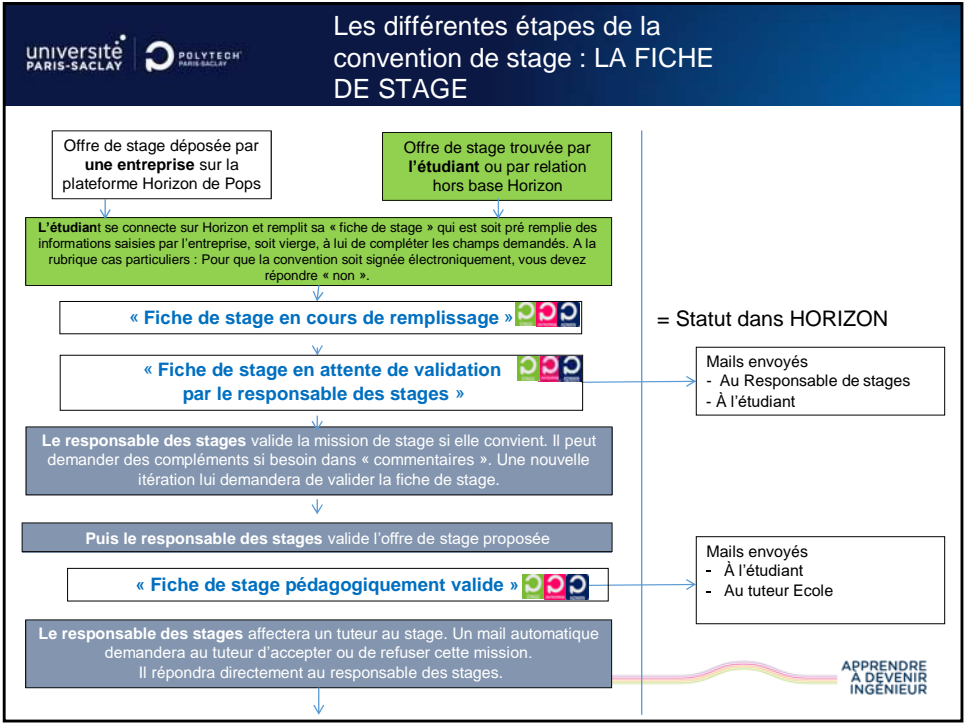 université
PARIS-SACLAY
POLYTECH
PARIS-SACLAY
Les différentes étapes de la
convention de stage : LA FICHE
DE STAGE
Offre de stage déposée par
une entreprise sur la
plateforme Horizon de Pops
Offre de stage trouvée par
l'étudiant ou par relation
hors base Horizon
L'étudiant se connecte sur Horizon et remplit sa « fiche de stage » qui est soit pré remplie des
informations saisies par l'entreprise, soit vierge, à lui de compléter les champs demandés. A la
rubrique cas particuliers : Pour que la convention soit signée électroniquement, vous devez
répondre « non ».
« Fiche de stage en cours de remplissage »
= Statut dans HORIZON
« Fiche de stage en attente de validation
par le responsable des stages »
Mails envoyés
- Au Responsable de stages
- À l'étudiant
Le responsable des stages valide la mission de stage si elle convient. Il peut
demander des compléments si besoin dans « commentaires ». Une nouvelle
itération lui demandera de valider la fiche de stage.
Puis le responsable des stages valide l'offre de stage proposée
« Fiche de stage pédagogiquement valide »
Mails envoyés
- À l'étudiant
- Au tuteur Ecole
Le responsable des stages affectera un tuteur au stage. Un mail automatique
demandera au tuteur d'accepter ou de refuser cette mission.
Il répondra directement au responsable des stages.
APPRENDRE
À DEVENIR
INGÉNIEUR